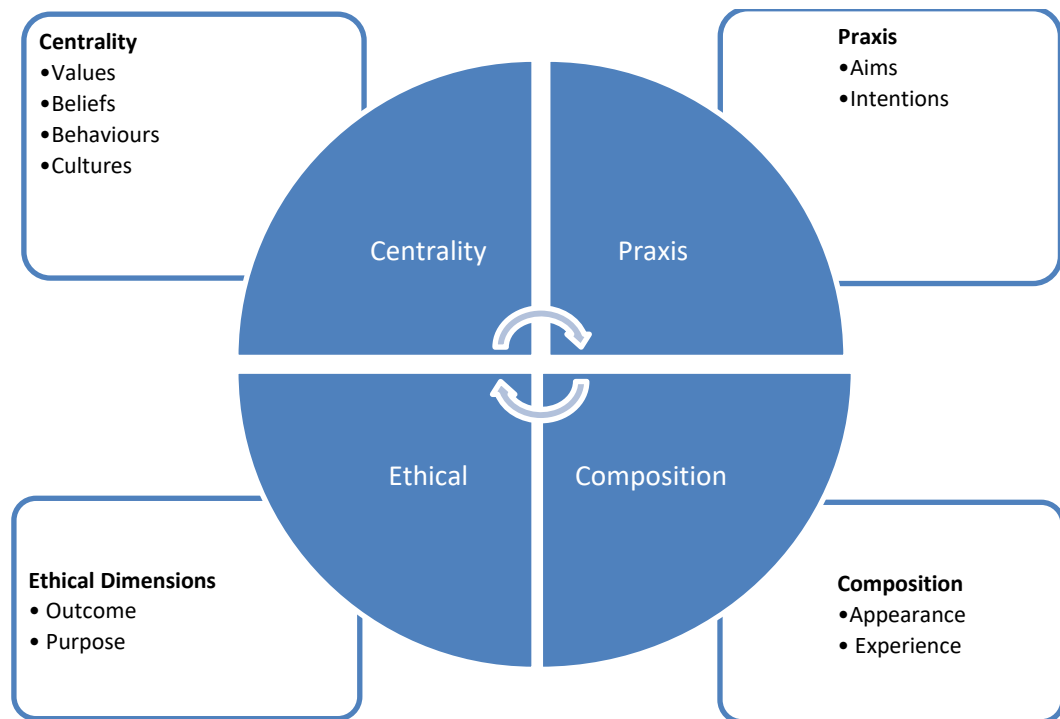 Centrality
•Values
•Beliefs
•Behaviours
•Cultures
Praxis
•Aims
•Intentions
Centrality
Praxis
Ethical
Composition
Ethical Dimensions
• Outcome
• Purpose
Composition
•Appearance
• Experience